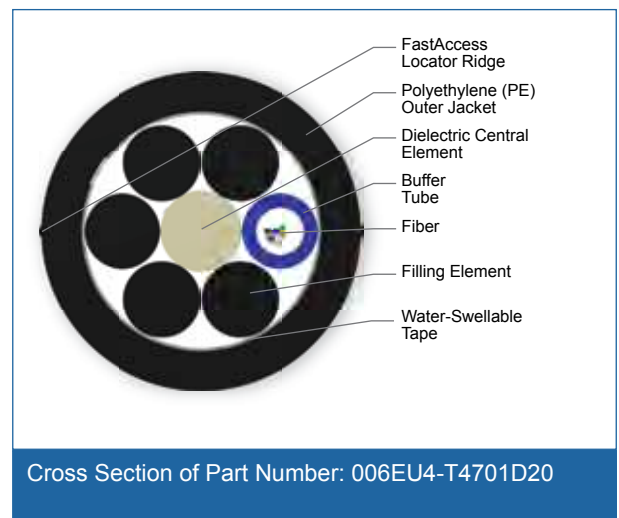 FastAccess
Locator Ridge
Polyethylene (PE)
Outer Jacket
Dielectric Central
Element
Buffer
Tube
Fiber
Filling Element
Water-Swellable
Tape
Cross Section of Part Number: 006EU4-T4701D20